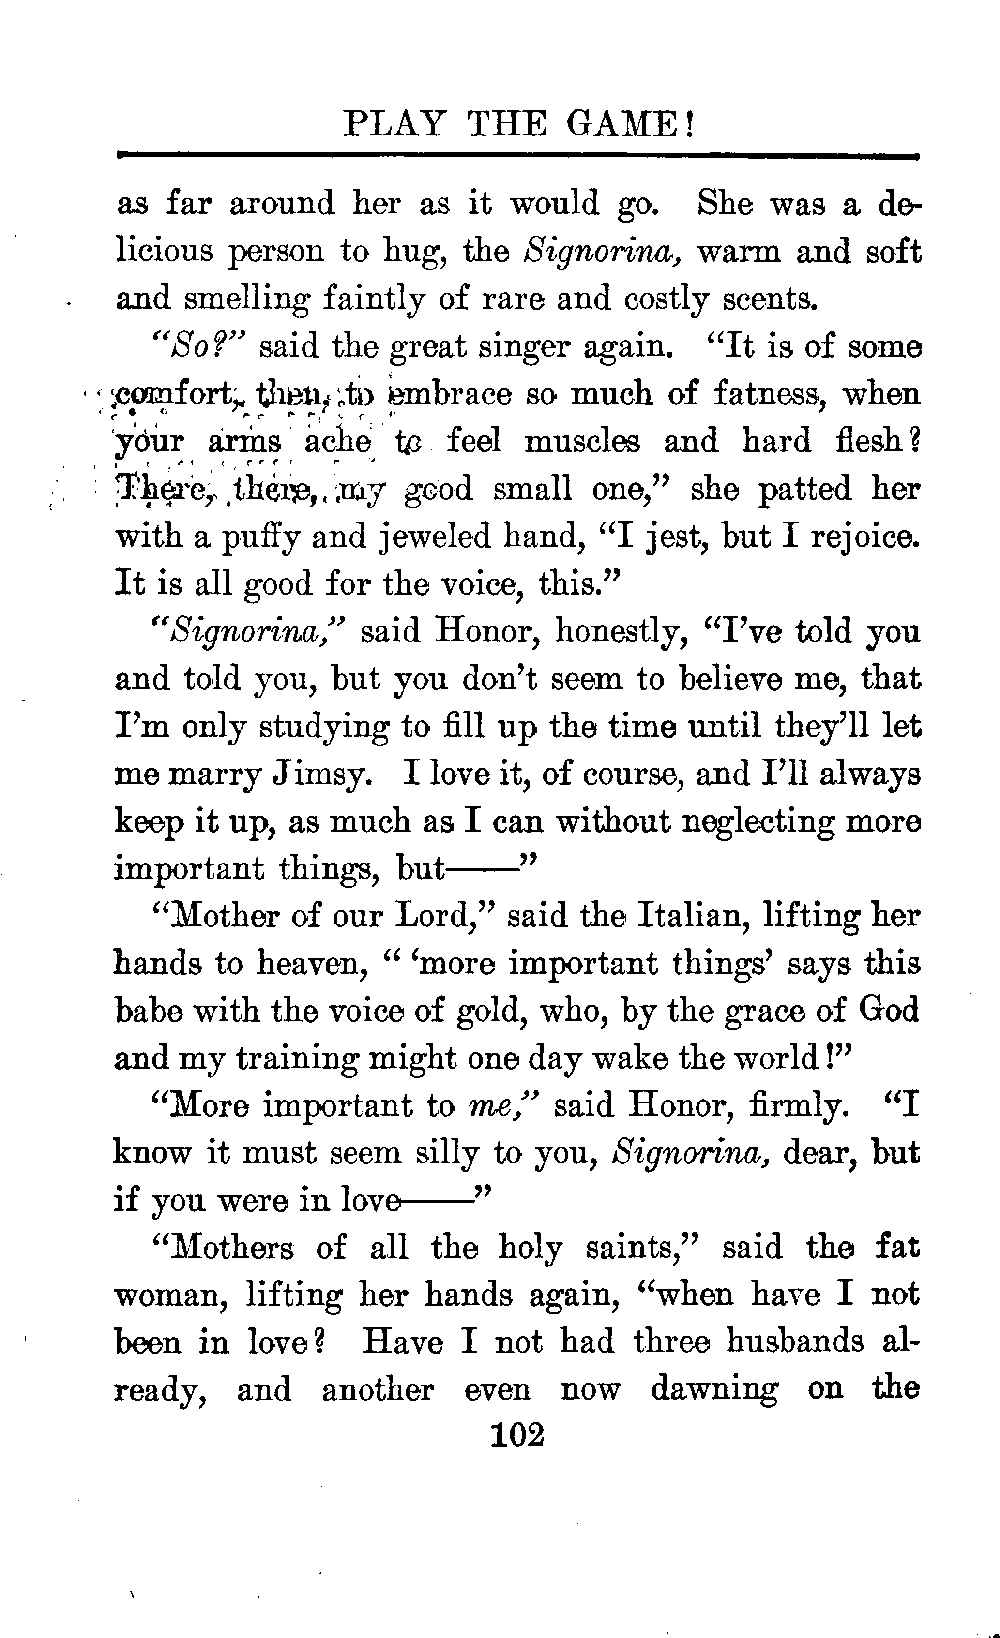 PLAY THE GAME!
as far around her as it would go. She was a de-
licious person to hug, the Signorina, warm and soft
and smelling faintly of rare and costly scents.
"So?" said the great singer again. "It is of some
comfort, then, to embrace so much of fatness, when
your arms ache to feel muscles and hard flesh?
There, there, my good small one," she patted her
with a puffy and jeweled hand, "I jest, but I rejoice.
It is all good for the voice, this."
"Signorina," said Honor, honestly, "I've told you
and told you, but you don't seem to believe me, that
I'm only studying to fill up the time until they'll let
me marry Jimsy. I love it, of course, and I'll always
keep it up, as much as I can without neglecting more
important things, but——"
"Mother of our Lord," said the Italian, lifting her
hands to heaven, " 'more important things' says this
babe with the voice of gold, who, by the grace of God
and my training might one day wake the world!"
"More important to me," said Honor, firmly. "I
know it must seem silly to you, Signorina, dear, but
if you were in love——"
"Mothers of all the holy saints," said the fat
woman, lifting her hands again, "when have I not
been in love? Have I not had three husbands al-
ready, and another even now dawning on the
102